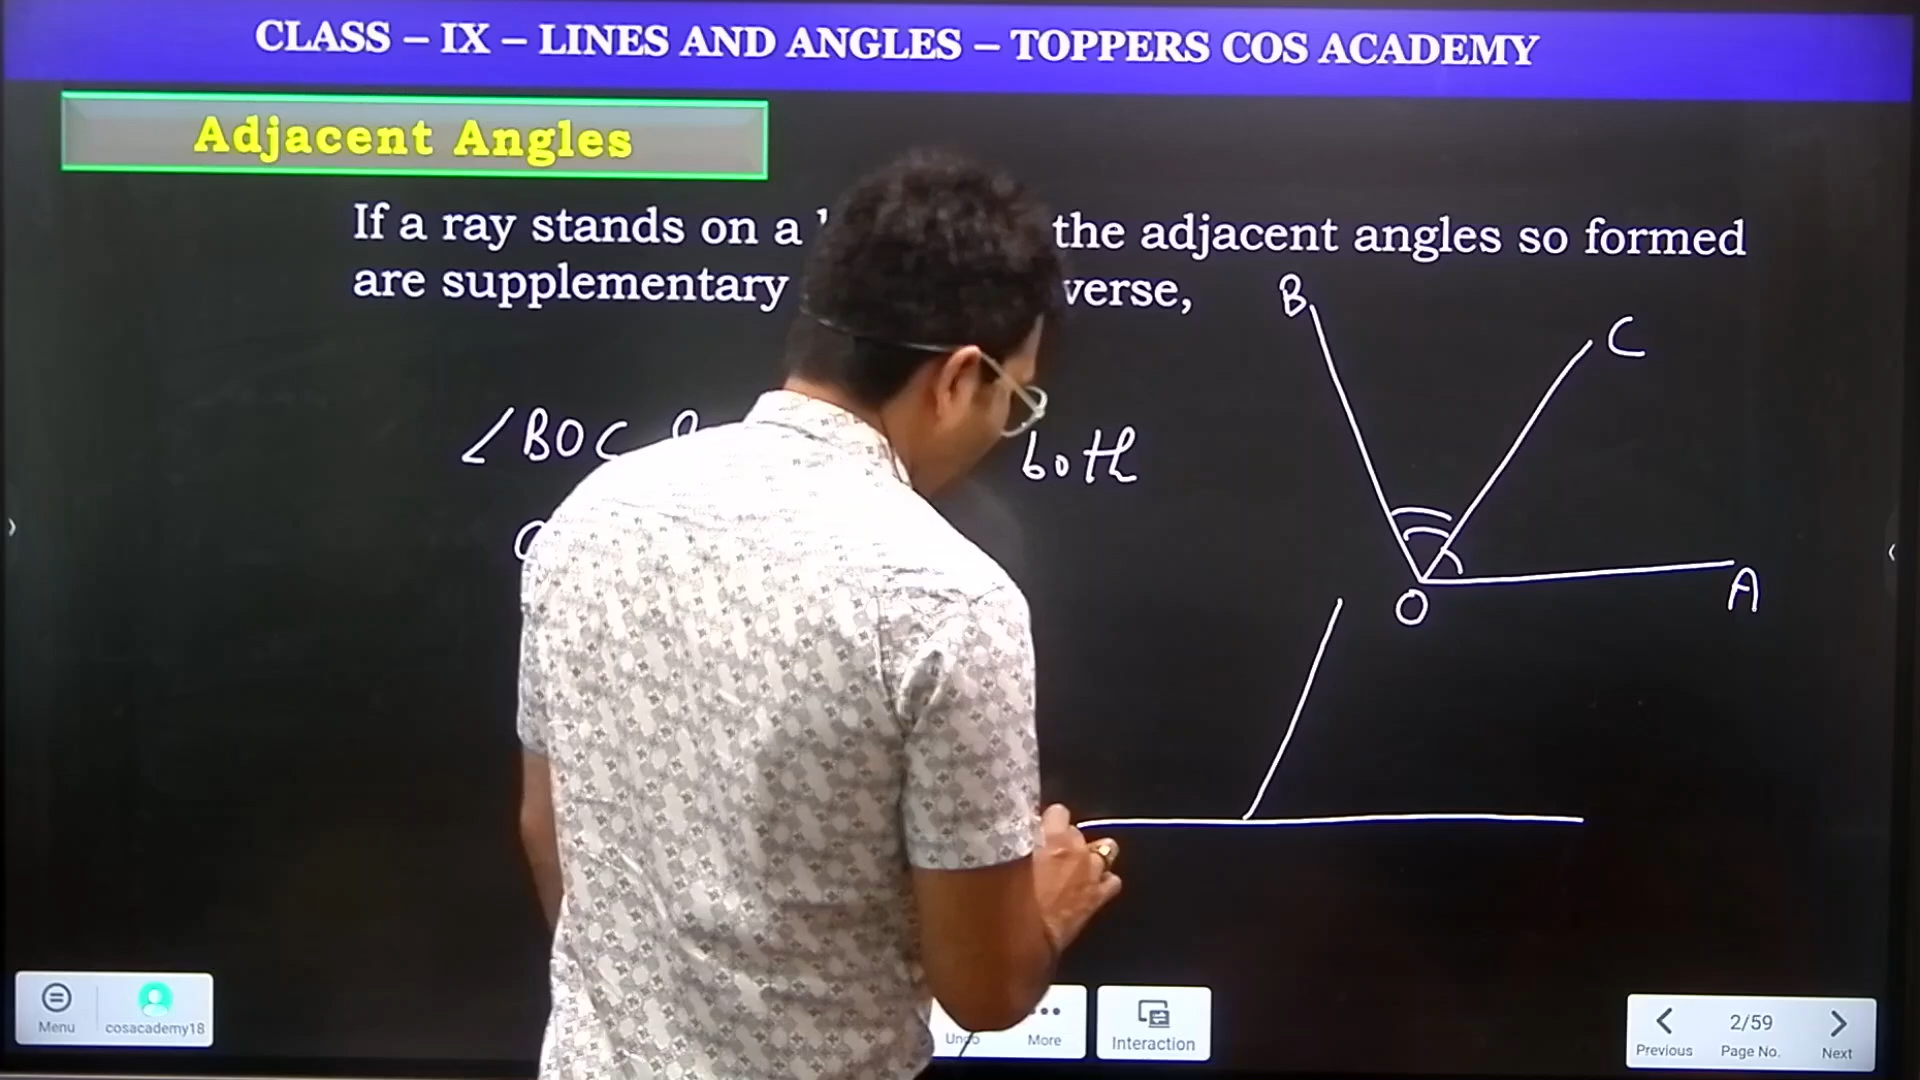 CLASS – IX – LINES AND ANGLES – TOPPERS COS ACADEMY
Adjacent Angles
If a ray stands on a the adjacent angles so formed
are supplementary verse,
B
C
∠BOC both
O
A
Menu
cosacademy18
Undo
More
Interaction
Previous
2/59
Page No.
Next